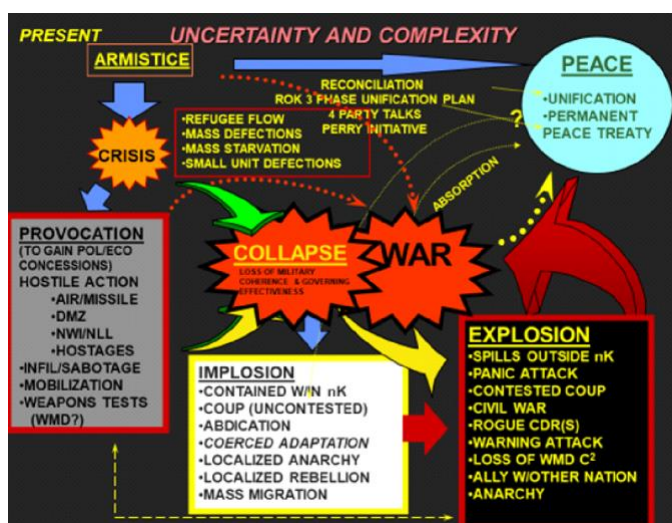 PRESENT
UNCERTAINTY AND COMPLEXITY
ARMISTICE
RECONCILIATION
ROK 3 PHASE UNIFICATION PLAN
4 PARTY TALKS
PERRY INITIATIVE
PEACE
•UNIFICATION
•PERMANENT
PEACE TREATY
?
CRISIS
•REFUGEE FLOW
•MASS DEFECTIONS
•MASS STARVATION
•SMALL UNIT DEFECTIONS
ABSORPTION
PROVOCATION
(TO GAIN POL/ECO
CONCESSIONS)
HOSTILE ACTION
•AIR/MISSILE
•DMZ
•NWI/NLL
•HOSTAGES
•INFIL/SABOTAGE
•MOBILIZATION
•WEAPONS TESTS
(WMD?)
COLLAPSE
LOSS OF MILITARY
COHERENCE & GOVERNING
EFFECTIVENESS
WAR
IMPLOSION
•CONTAINED W/N nK
•COUP (UNCONTESTED)
•ABDICATION
•COERCED ADAPTATION
•LOCALIZED ANARCHY
•LOCALIZED REBELLION
•MASS MIGRATION
EXPLOSION
•SPILLS OUTSIDE nK
•PANIC ATTACK
•CONTESTED COUP
•CIVIL WAR
•ROGUE CDR(S)
•WARNING ATTACK
•LOSS OF WMD C²
•ALLY W/OTHER NATION
•ANARCHY